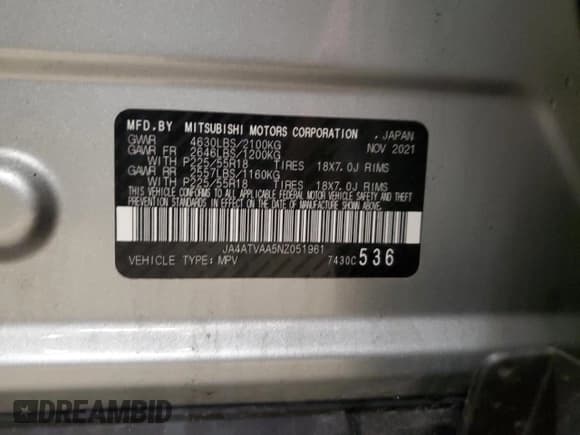 MFD.BY MITSUBISHI MOTORS CORPORATION , JAPAN
GVWR 4630LBS/2100KG NOV 2021
GAWR FR 2646LBS/1200KG
WITH P225/55R18 TIRES 18X7.0J RIMS
GAWR RR 2557LBS/1160KG
WITH P225/55R18 TIRES 18X7.0J RIMS
THIS VEHICLE CONFORMS TO ALL APPLICABLE FEDERAL MOTOR VEHICLE SAFETY AND THEFT
PREVENTION STANDARDS IN EFFECT ON THE DATE OF MANUFACTURE SHOWN ABOVE.
JA4ATVAA5NZ051961
VEHICLE TYPE: MPV 7430C 536
DREAMBID